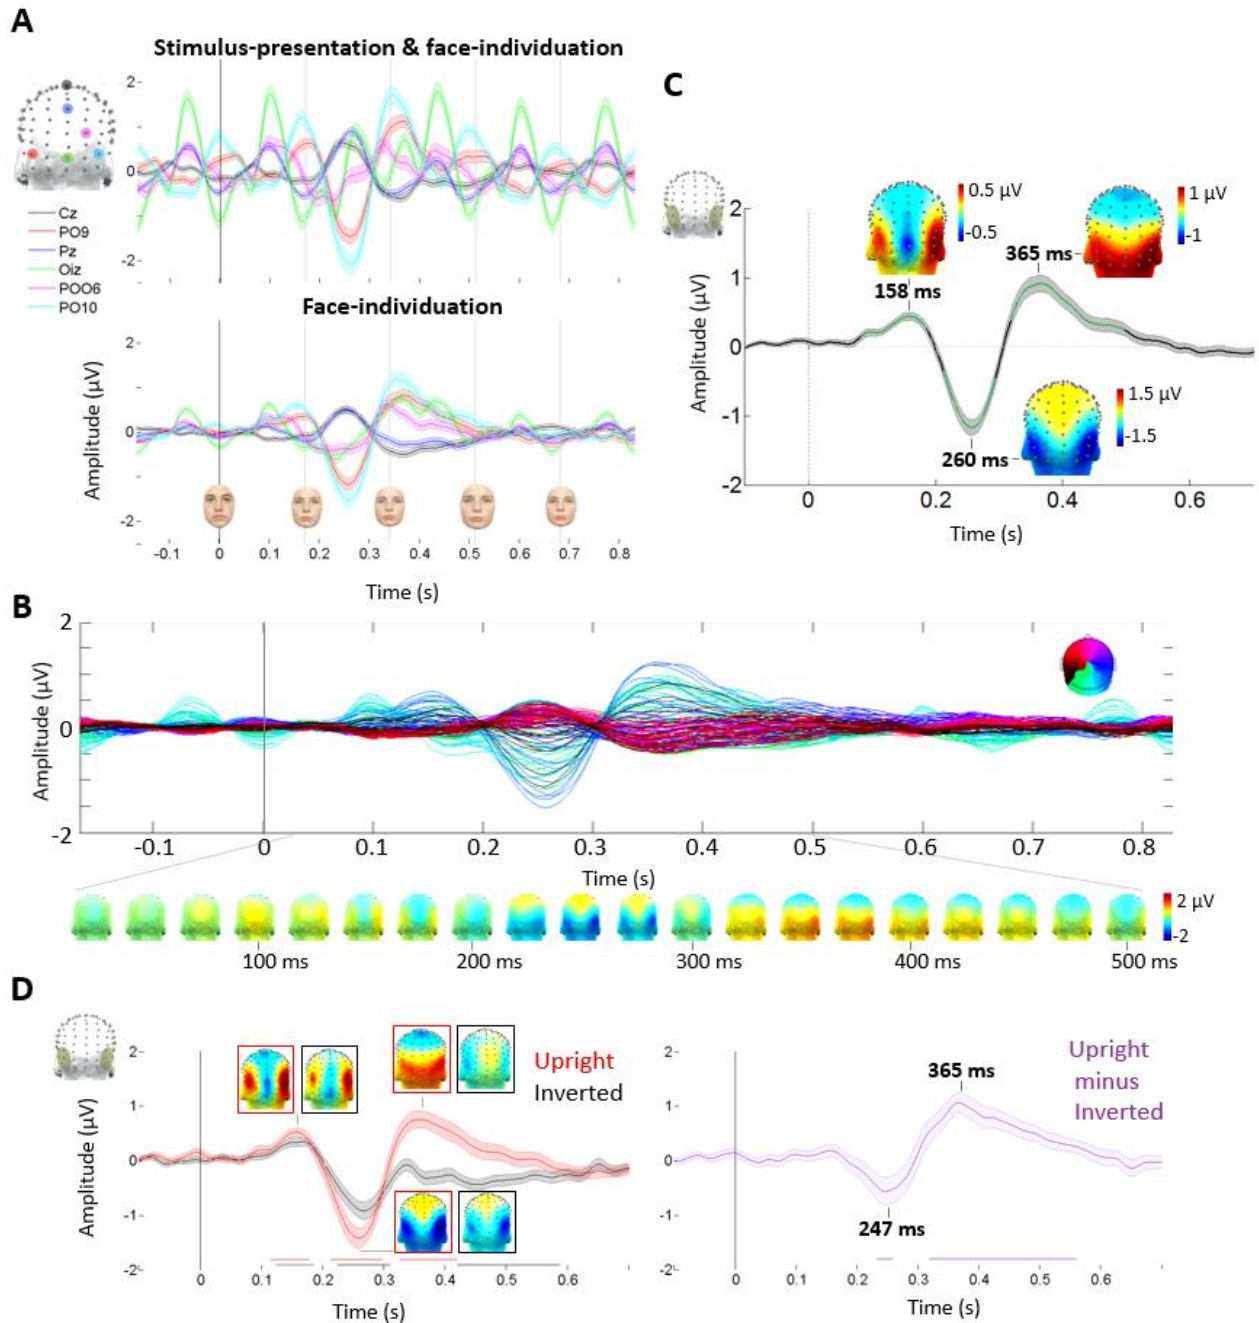 A
Stimulus-presentation & face-individuation
2
0
-2
Cz
PO9
Pz
Oiz
POO6
PO10
Face-individuation
Amplitude (µV)
2
0
-2
-0.1 0 0.1 0.2 0.3 0.4 0.5 0.6 0.7 0.8
Time (s)
C
0.5 µV
-0.5
1 µV
-1
365 ms
158 ms
260 ms
1.5 µV
-1.5
Amplitude (µV)
2
1
0
-1
-2
0 0.2 0.4 0.6
Time (s)
B
Amplitude (µV)
2
0
-2
-0.1 0 0.1 0.2 0.3 0.4 0.5 0.6 0.7 0.8
Time (s)
2 µV
-2
100 ms 200 ms 300 ms 400 ms 500 ms
D
Amplitude (µV)
2
1
0
-1
-2
Upright
Inverted
0 0.1 0.2 0.3 0.4 0.5 0.6
Time (s)
2
1
0
-1
-2
365 ms
247 ms
Upright
minus
Inverted
0 0.1 0.2 0.3 0.4 0.5 0.6
Time (s)